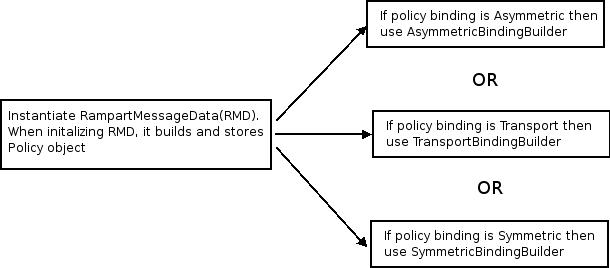 If policy binding is Asymmetric then
use AsymmetricBindingBuilder
OR
Instantiate RampartMessageData(RMD).
When initalizing RMD, it builds and stores
Policy object
If policy binding is Transport then
use TransportBindingBuilder
OR
If policy binding is Symmetric then
use SymmetricBindingBuilder